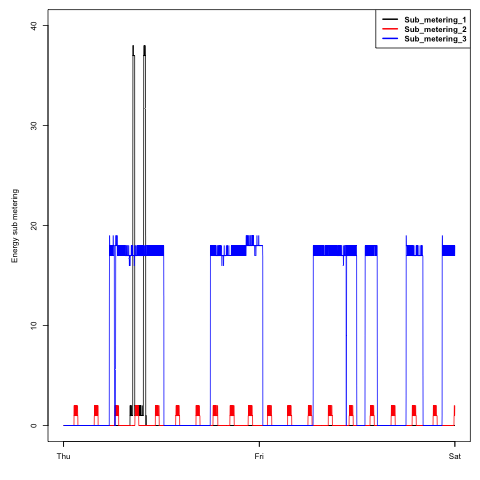 Sub_metering_1
Sub_metering_2
Sub_metering_3
40
30
20
10
0
Energy sub metering
Thu Fri Sat